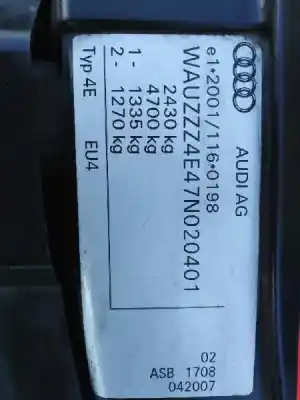 AUDI AG
e1*2001/116*0198
WAUZZZ4E47N020401
2430 kg
4700 kg
1- 1335 kg
2- 1270 kg
Typ 4E EU4
02
ASB 1708
042007